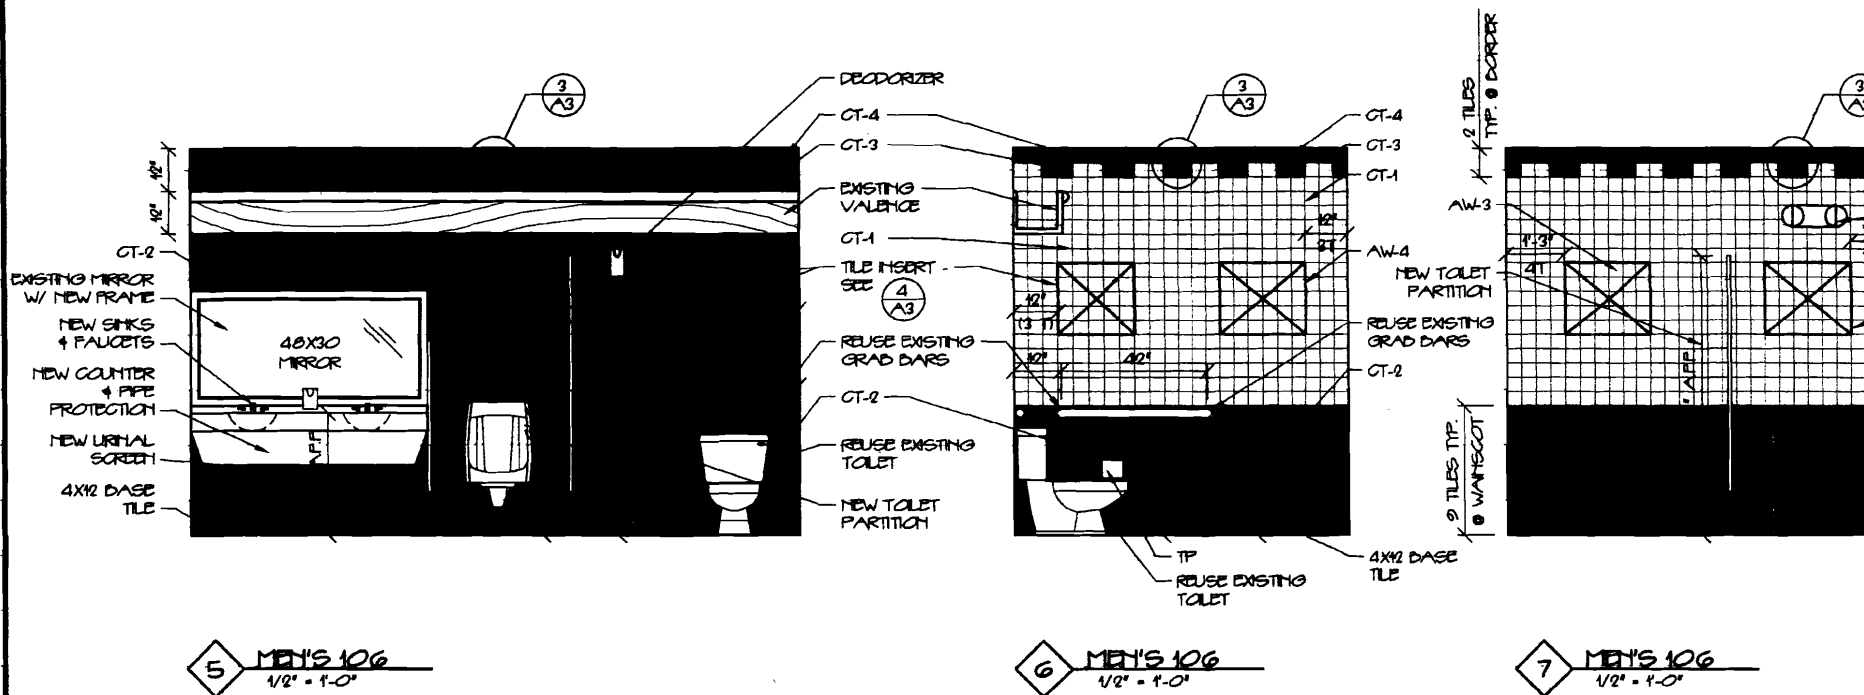 3
A3
DEODORIZER
CT-4
CT-3
EXISTING
VALENCE
CT-1
TILE INSERT
SEE
4
A3
REUSE EXISTING
GRAB BARS
CT-2
REUSE EXISTING
TOILET
NEW TOILET
PARTITION
12"
12"
CT-2
EXISTING MIRROR
W/ NEW FRAME
NEW SINKS
& FAUCETS
NEW COUNTER
& PIPE
PROTECTION
NEW URINAL
SCREEN
4X12 BASE
TILE
48X30
MIRROR
A.F.F.
5
MEN'S 106
1/2" = 1'-0"
3
A3
CT-4
CT-3
CT-1
12"
3T
AW-4
12"
(3 T)
12"
42"
REUSE EXISTING
GRAB BARS
CT-2
TP
REUSE EXISTING
TOILET
4X12 BASE
TILE
6
MEN'S 106
1/2" = 1'-0"
2 TILES
TYP. @ BORDER
3
AW-3
1'-3"
4T
NEW TOILET
PARTITION
" A.F.F.
9 TILES TYP.
@ WAINSCOT
7
MEN'S 106
1/2" = 1'-0"